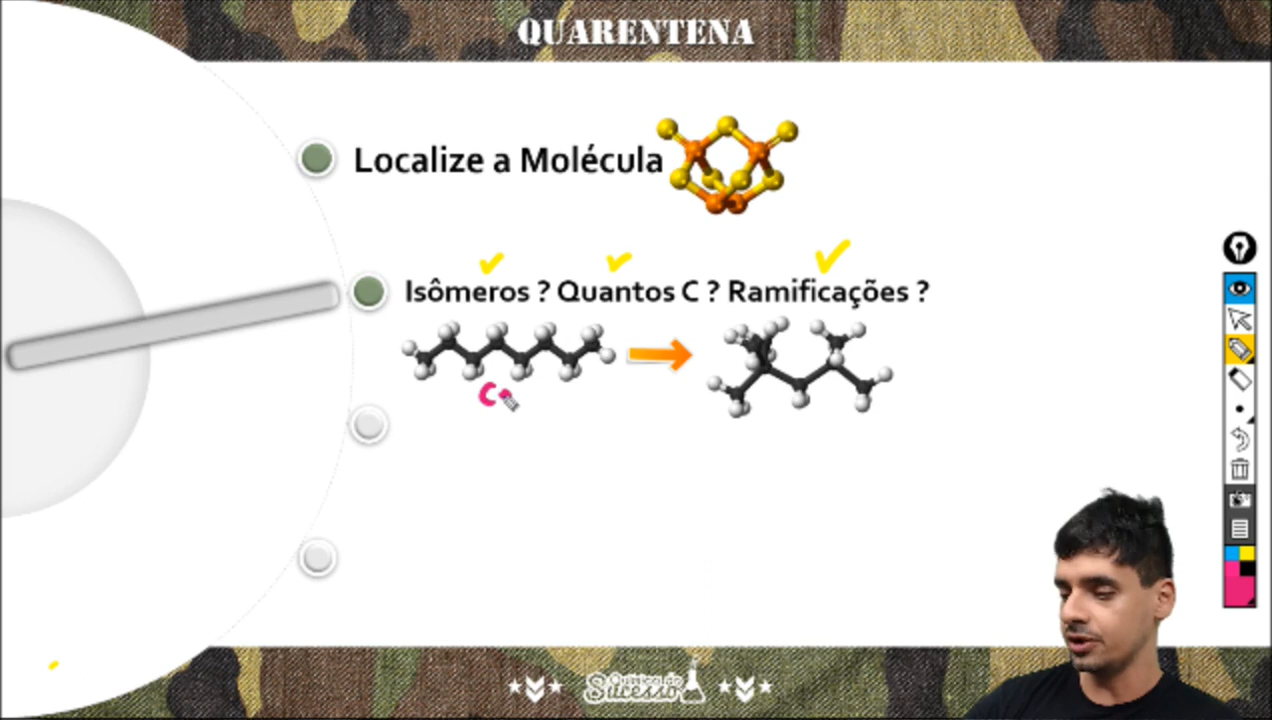 QUARENTENA
Localize a Molécula
Isômeros ? Quantos C ? Ramificações ?
C
Química do
Sucesso